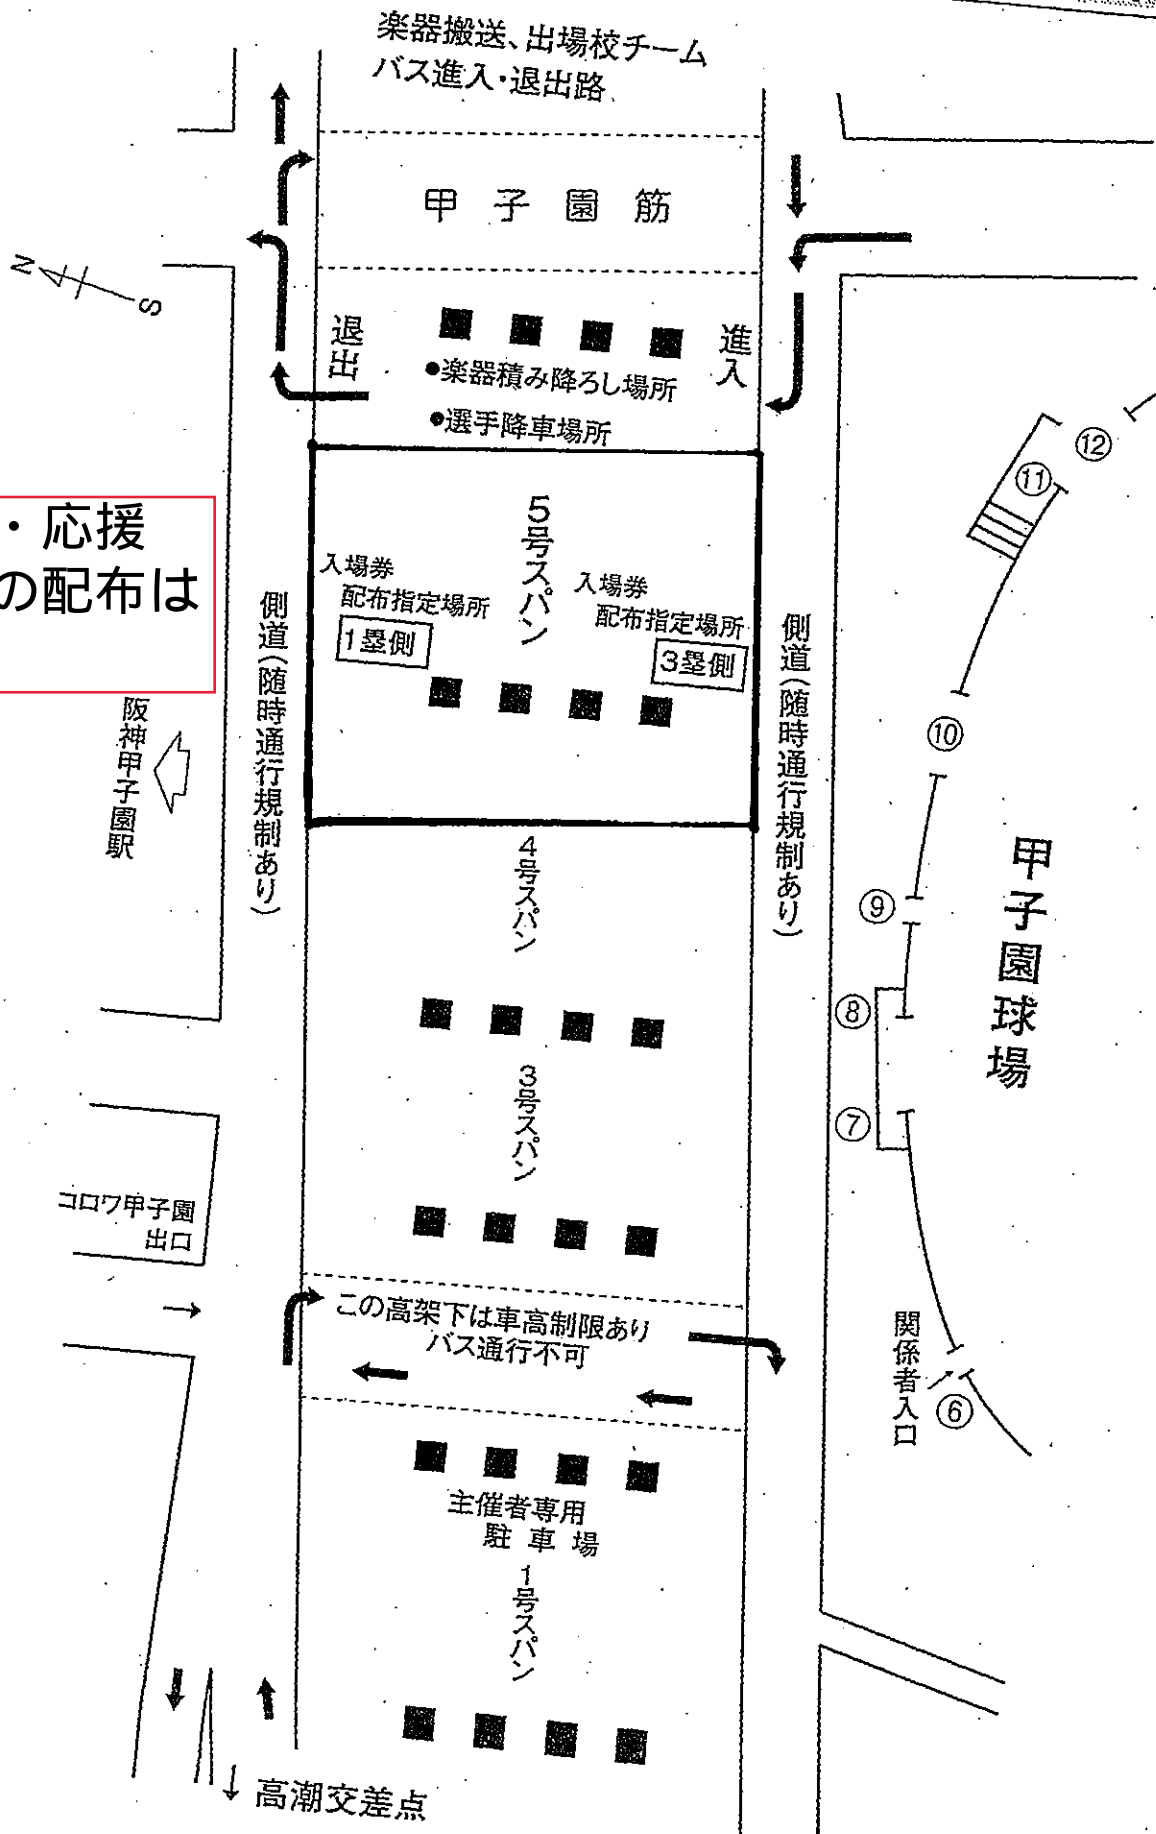 楽器搬送、出場校チーム
バス進入・退出路
甲子園筋
N
S
退出
進入
●楽器積み降ろし場所
●選手降車場所
⑫
⑪
・応援
の配布は
5号スパン
入場券
配布指定場所
1塁側
入場券
配布指定場所
3塁側
側道(随時通行規制あり)
側道(随時通行規制あり)
阪神甲子園駅
⑩
⑨
⑧
⑦
甲子園球場
4号スパン
3号スパン
コロワ甲子園
出口
この高架下は車高制限あり
バス通行不可
関係者入口
⑥
主催者専用
駐車場
1号スパン
高潮交差点